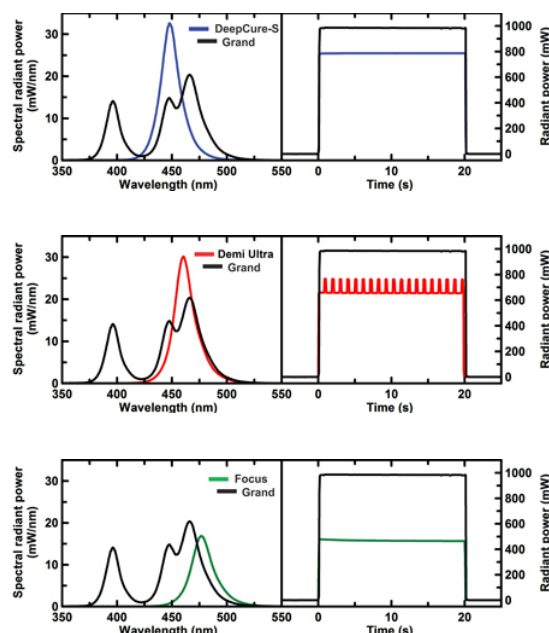 DeepCure-S
Grand
Spectral radiant power
(mW/nm)
30
20
10
0
350 400 450 500 550
Wavelength (nm)
0 20
Time (s)
1000
800
600
400
200
0
Radiant power (mW)
Demi Ultra
Grand
Spectral radiant power
(mW/nm)
30
20
10
0
350 400 450 500 550
Wavelength (nm)
0 10 20
Time (s)
1000
800
600
400
200
0
Radiant power (mW)
Focus
Grand
Spectral radiant power
(mW/nm)
30
20
10
0
350 400 450 500 550
Wavelength (nm)
0 10 20
Time (s)
1000
800
600
400
200
0
Radiant power (mW)